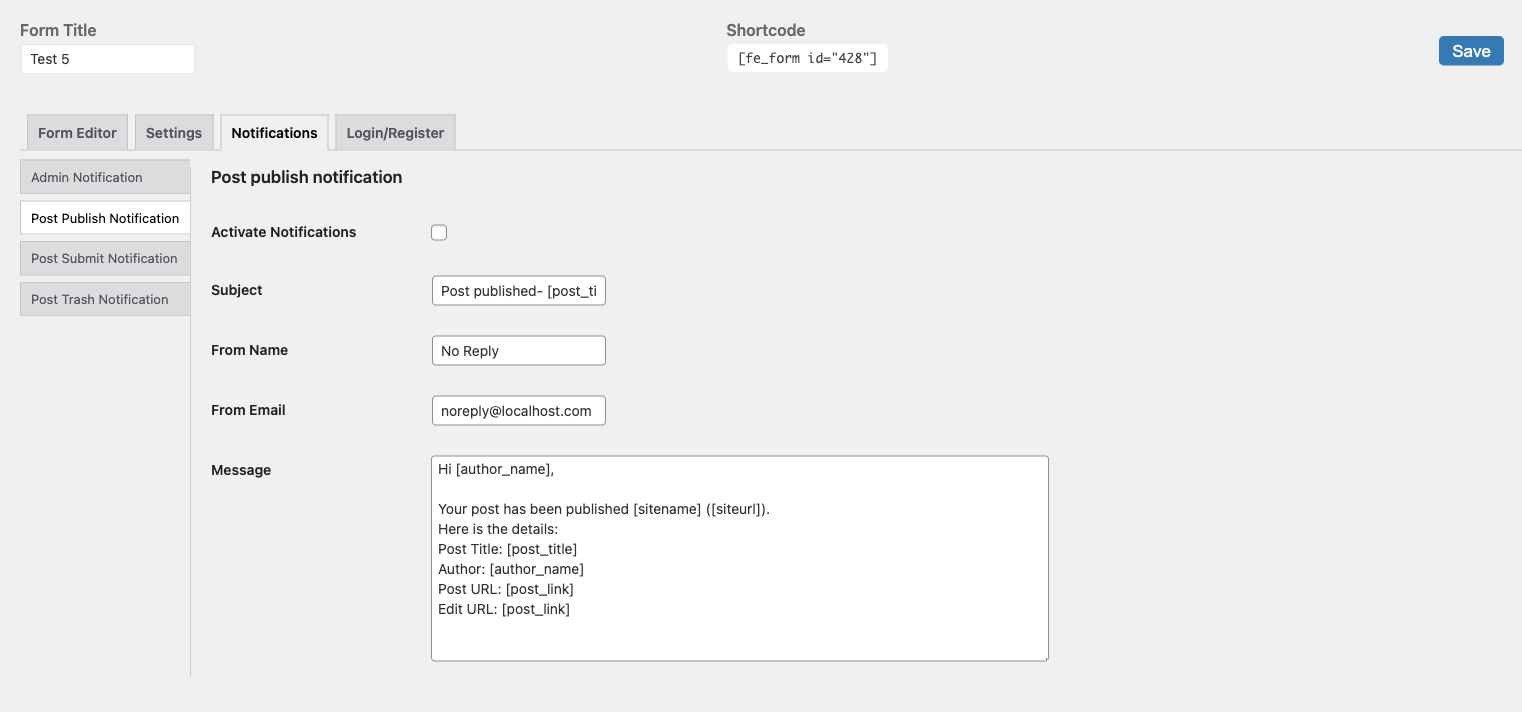 Form Title
Test 5
Shortcode
[fe_form id="428"]
Save
Form Editor
Settings
Notifications
Login/Register
Admin Notification
Post Publish Notification
Post Submit Notification
Post Trash Notification
Post publish notification
Activate Notifications
Subject
Post published- [post_ti
From Name
No Reply
From Email
noreply@localhost.com
Message
Hi [author_name],
Your post has been published [sitename] ([siteurl]).
Here is the details:
Post Title: [post_title]
Author: [author_name]
Post URL: [post_link]
Edit URL: [post_link]